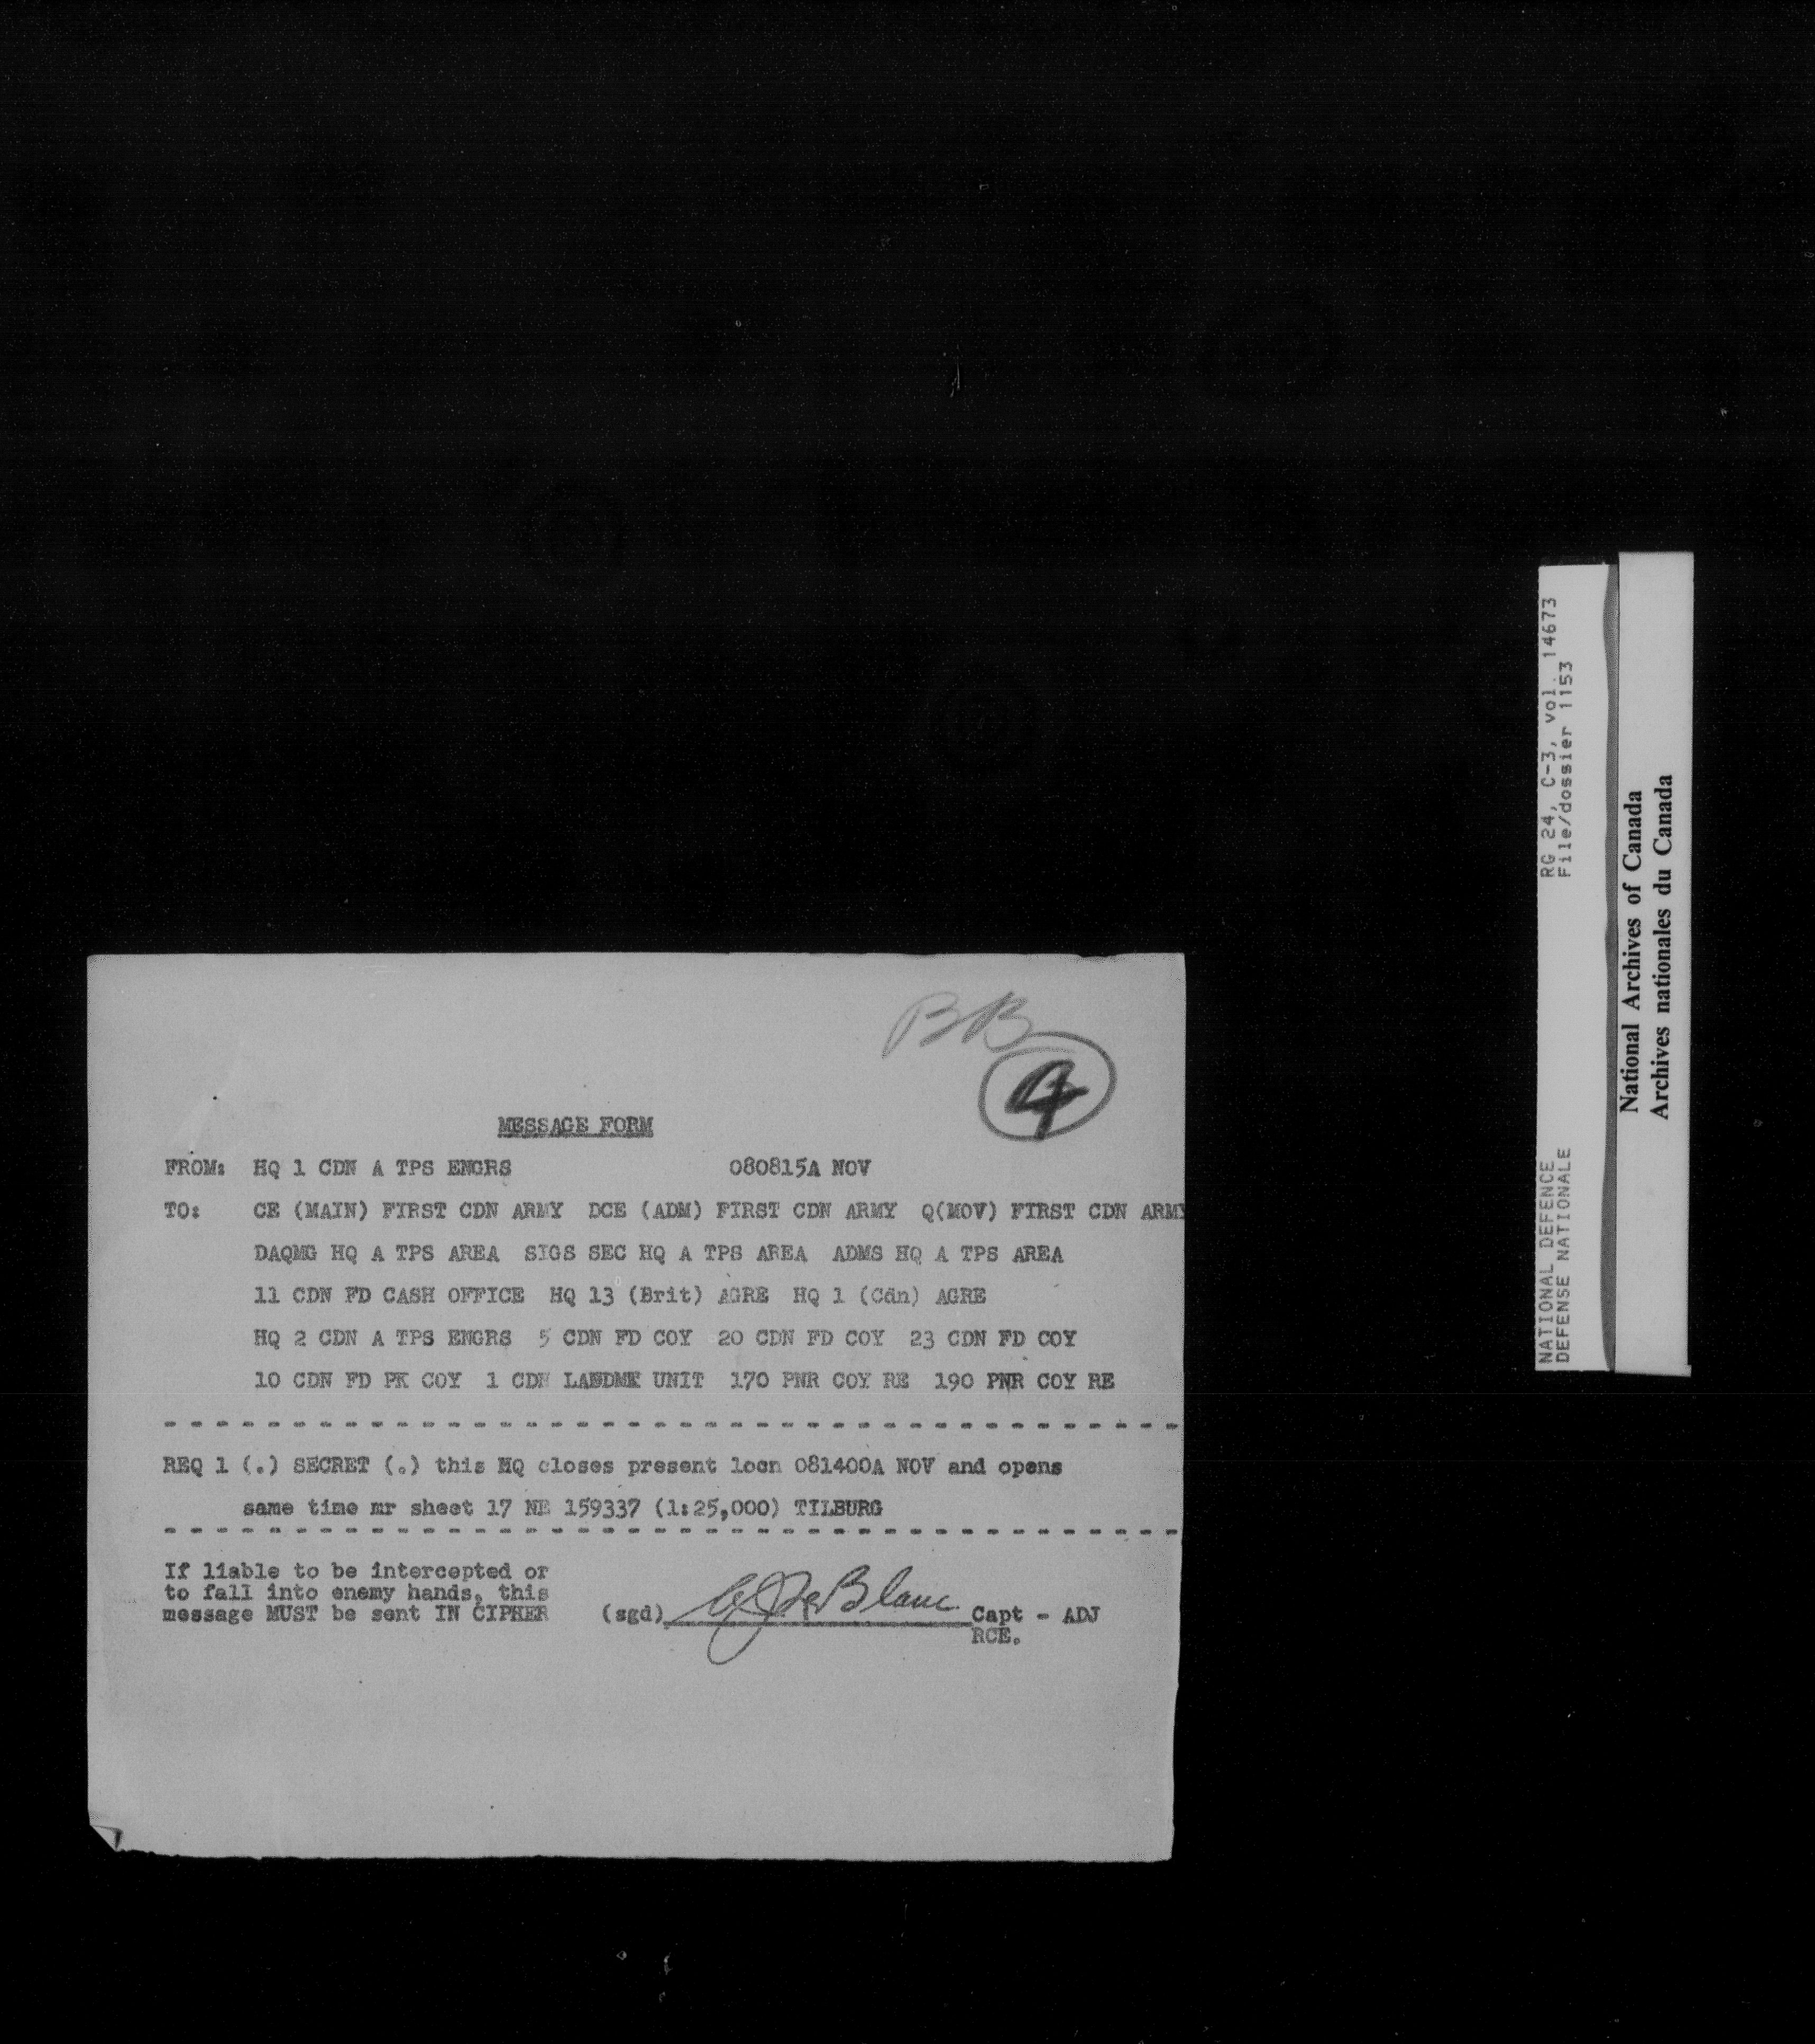 BB
4
MESSAGE FORM
FROM: HQ 1 CDN A TPS ENGRS 080815A NOV
TO: CE (MAIN) FIRST CDN ARMY DCE (ADM) FIRST CDN ARMY Q(MOV) FIRST CDN ARMY
DAQMG HQ A TPS AREA SIGS SEC HQ A TPS AREA ADMS HQ A TPS AREA
11 CDN FD CASH OFFICE HQ 13 (Brit) AGRE HQ 1 (Cdn) AGRE
HQ 2 CDN A TPS ENGRS 5 CDN FD COY 20 CDN FD COY 23 CDN FD COY
10 CDN FD PK COY 1 CDN UNIT 170 PNR COY RE 190 PNR COY RE
REQ 1 (.) SECRET (.) this HQ closes present locn 081400A NOV and opens
same time mr sheet 17 NE 159337 (1:25,000) TILBURG
If liable to be intercepted or
to fall into enemy hands, this
message MUST be sent IN CIPHER (sgd) Capt - ADJ
RCE.
NATIONAL DEFENCE RG 24, C-3, vol. 14673
DEFENSE NATIONALE File/dossier 1153
National Archives of Canada
Archives nationales du Canada